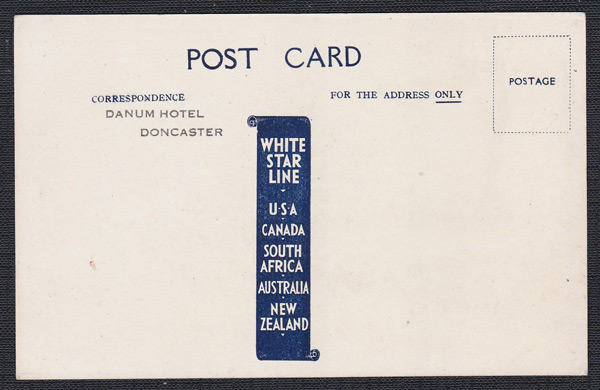 POST CARD
POSTAGE
CORRESPONDENCE
FOR THE ADDRESS ONLY
DANUM HOTEL
DONCASTER
WHITE
STAR
LINE
U·S·A
CANADA
SOUTH
AFRICA
AUSTRALIA
NEW
ZEALAND